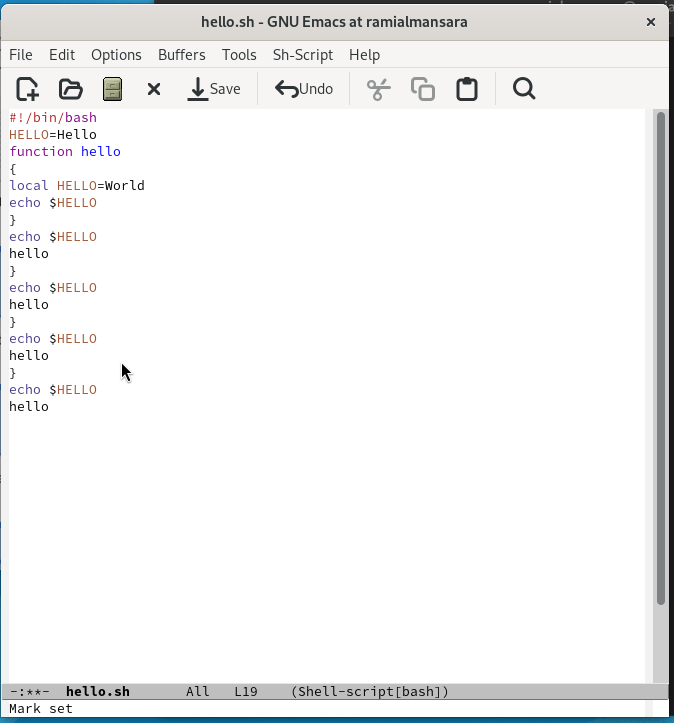 hello.sh - GNU Emacs at ramialmansara
File Edit Options Buffers Tools Sh-Script Help
Save Undo
#!/bin/bash
HELLO=Hello
function hello
{
local HELLO=World
echo $HELLO
}
echo $HELLO
hello
}
echo $HELLO
hello
}
echo $HELLO
hello
}
echo $HELLO
hello
-:**- hello.sh All L19 (Shell-script[bash])
Mark set